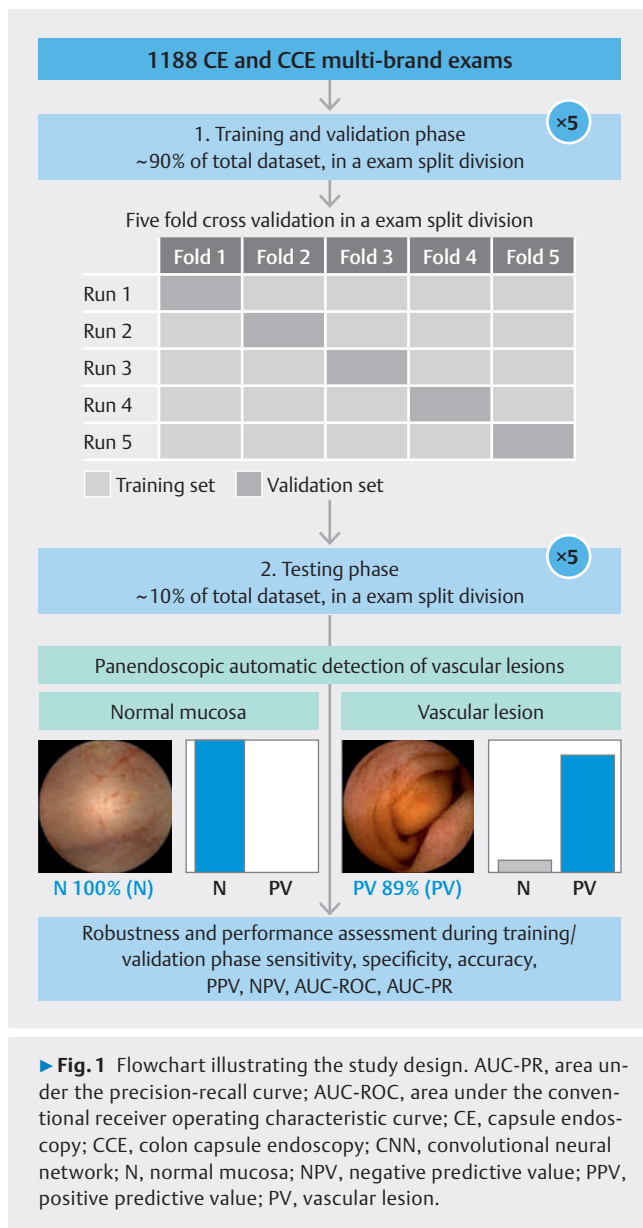 1188 CE and CCE multi-brand exams
×5
1. Training and validation phase
~90% of total dataset, in a exam split division
Five fold cross validation in a exam split division
Fold 1 Fold 2 Fold 3 Fold 4 Fold 5
Run 1
Run 2
Run 3
Run 4
Run 5
Training set Validation set
×5
2. Testing phase
~10% of total dataset, in a exam split division
Panendoscopic automatic detection of vascular lesions
Normal mucosa Vascular lesion
N 100% (N) N PV PV 89% (PV) N PV
Robustness and performance assessment during training/
validation phase sensitivity, specificity, accuracy,
PPV, NPV, AUC-ROC, AUC-PR
▶ Fig. 1 Flowchart illustrating the study design. AUC-PR, area un-
der the precision-recall curve; AUC-ROC, area under the conven-
tional receiver operating characteristic curve; CE, capsule endos-
copy; CCE, colon capsule endoscopy; CNN, convolutional neural
network; N, normal mucosa; NPV, negative predictive value; PPV,
positive predictive value; PV, vascular lesion.